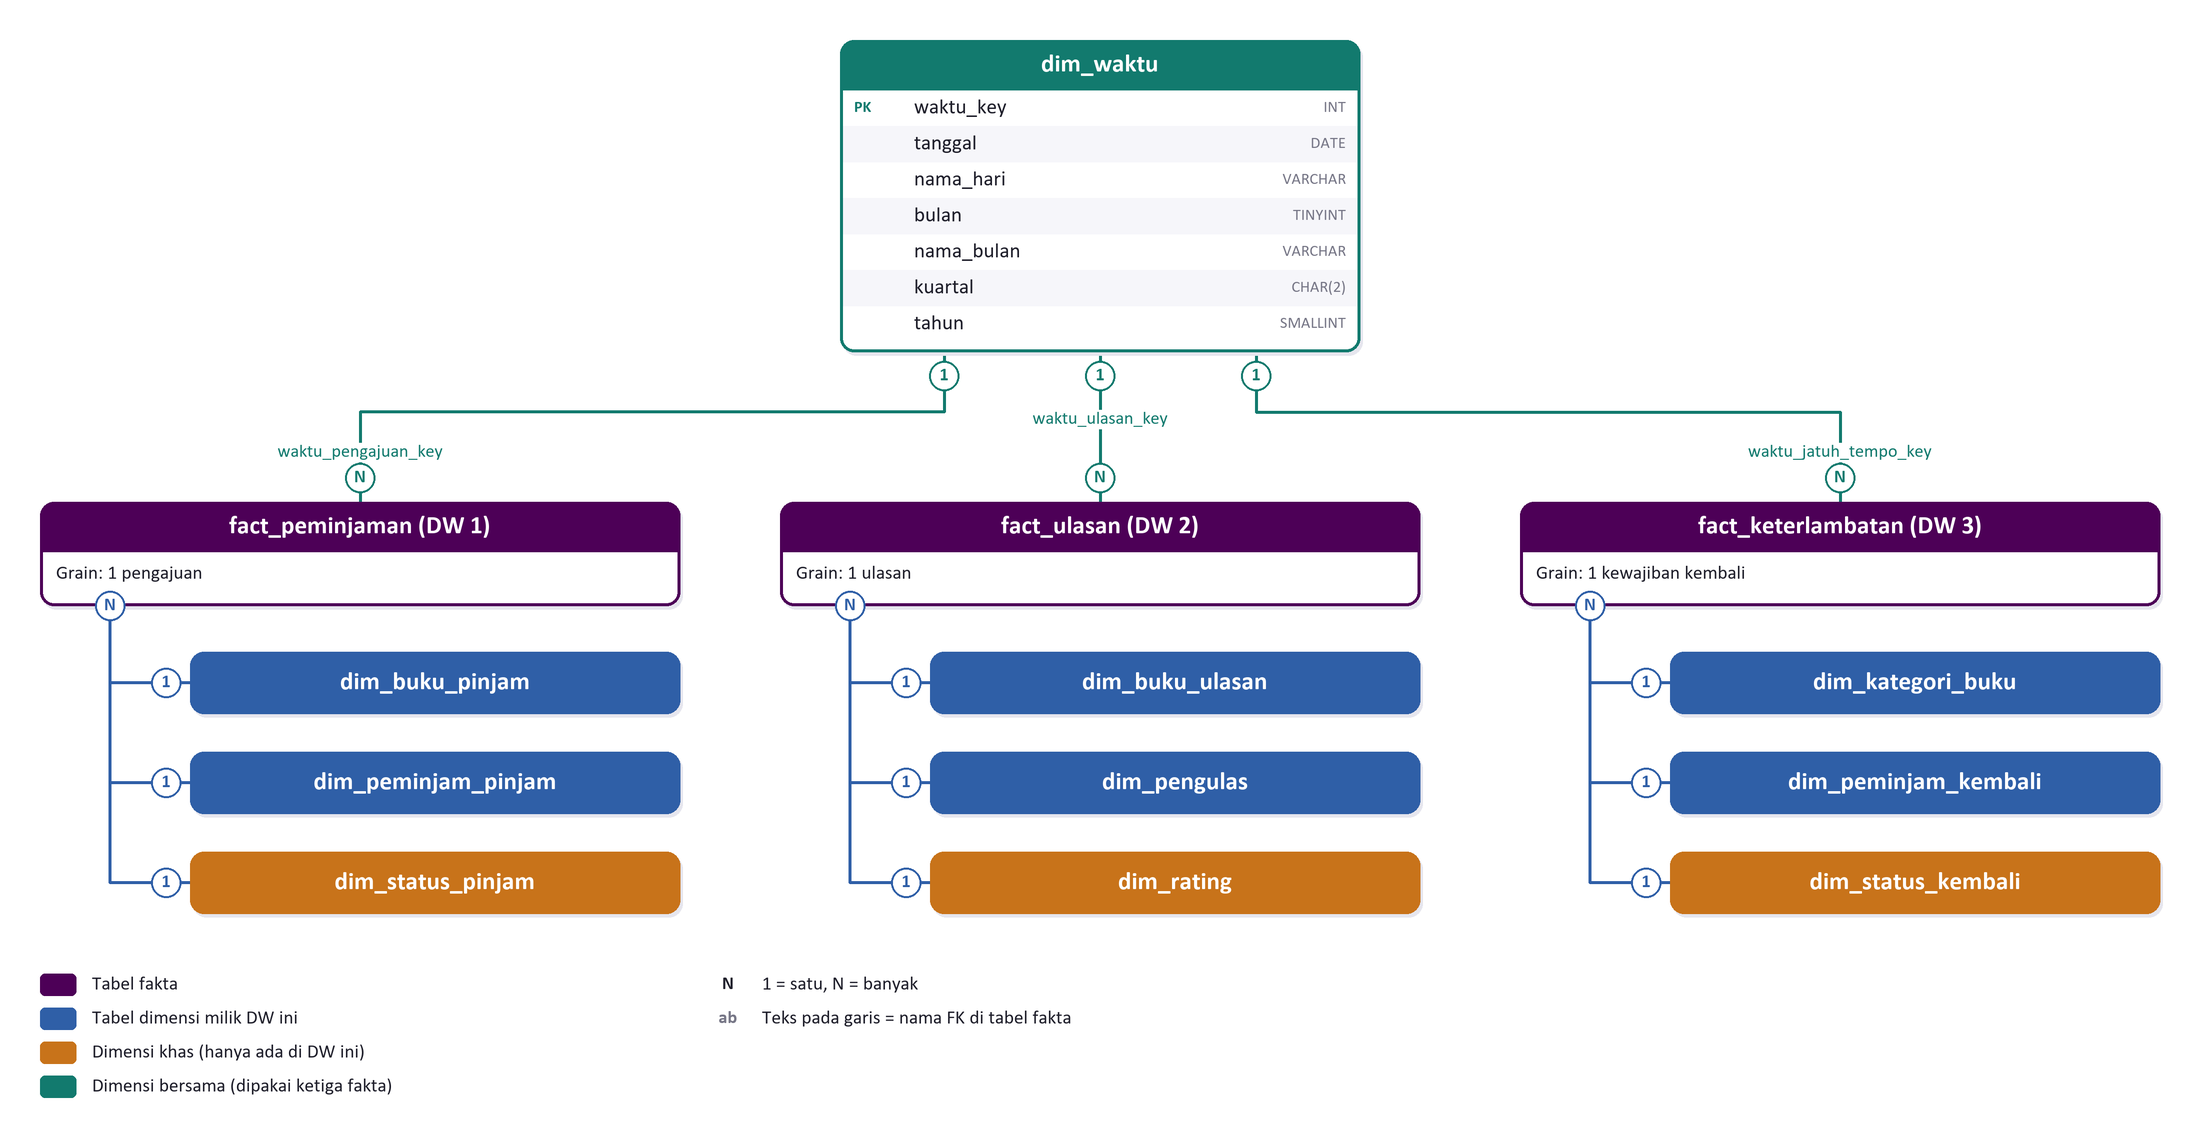 dim_waktu
PK waktu_key INT
tanggal DATE
nama_hari VARCHAR
bulan TINYINT
nama_bulan VARCHAR
kuartal CHAR(2)
tahun SMALLINT
1 1 1
waktu_ulasan_key
waktu_pengajuan_key waktu_jatuh_tempo_key
N N N
fact_peminjaman (DW 1)
Grain: 1 pengajuan
N
1 dim_buku_pinjam
1 dim_peminjam_pinjam
1 dim_status_pinjam
fact_ulasan (DW 2)
Grain: 1 ulasan
N
1 dim_buku_ulasan
1 dim_pengulas
1 dim_rating
fact_keterlambatan (DW 3)
Grain: 1 kewajiban kembali
N
1 dim_kategori_buku
1 dim_peminjam_kembali
1 dim_status_kembali
Tabel fakta
Tabel dimensi milik DW ini
Dimensi khas (hanya ada di DW ini)
Dimensi bersama (dipakai ketiga fakta)
N 1 = satu, N = banyak
ab Teks pada garis = nama FK di tabel fakta